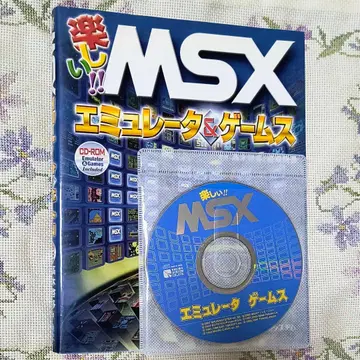 楽しい!!
MSX
エミュレータ&ゲームス
CD-ROM
Emulator
&Games
Included
楽しい!!
MSX
エミュレータ ゲームス